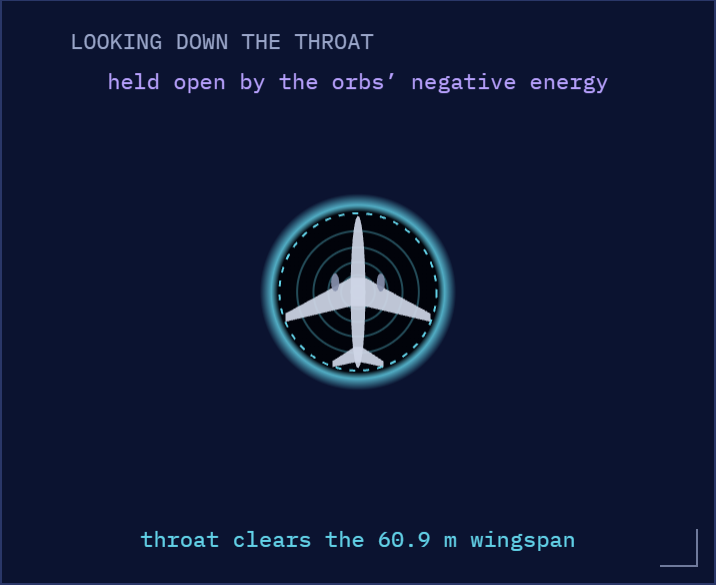 LOOKING DOWN THE THROAT
held open by the orbs’ negative energy
throat clears the 60.9 m wingspan